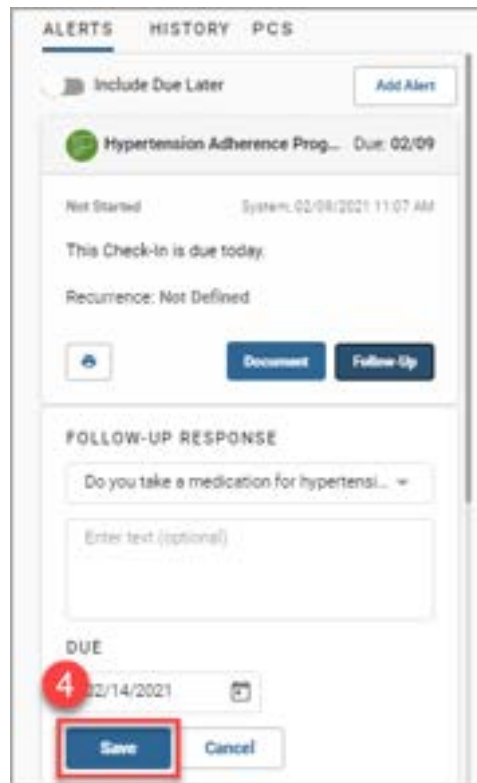 ALERTS HISTORY PCS
Include Due Later Add Alert
Hypertension Adherence Prog... Due: 02/09
Not Started System, 02/09/2021 11:07 AM
This Check-In is due today.
Recurrence: Not Defined
Document Follow-Up
FOLLOW-UP RESPONSE
Do you take a medication for hypertensi...
Enter text (optional)
DUE
4 02/14/2021
Save Cancel